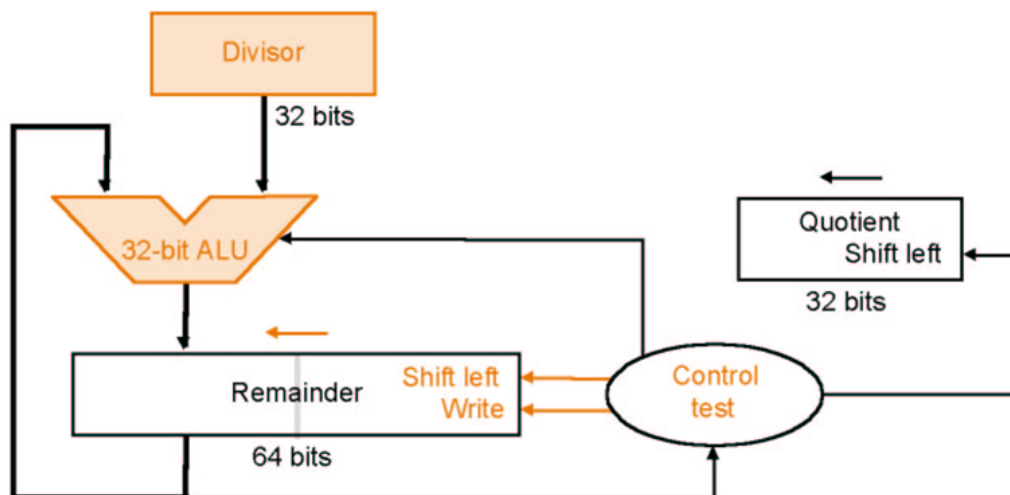 Divisor
32 bits
32-bit ALU
Quotient
Shift left
32 bits
Remainder
Shift left
Write
64 bits
Control
test